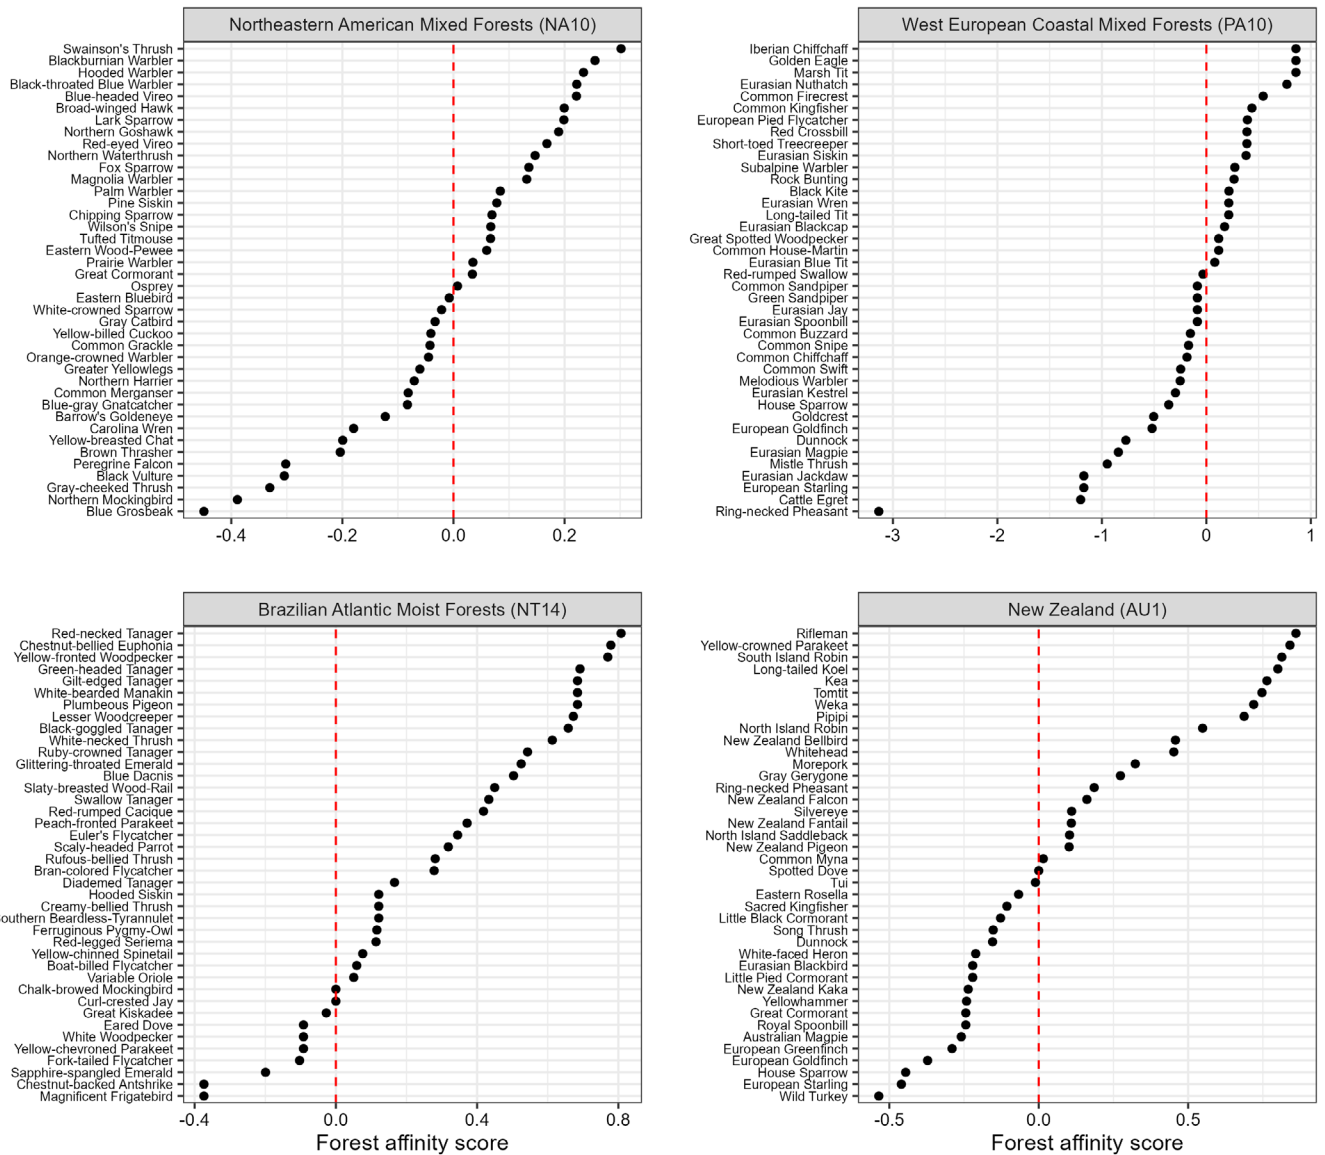 Northeastern American Mixed Forests (NA10)
Swainson's Thrush
Blackburnian Warbler
Hooded Warbler
Black-throated Blue Warbler
Blue-headed Vireo
Broad-winged Hawk
Lark Sparrow
Northern Goshawk
Red-eyed Vireo
Northern Waterthrush
Fox Sparrow
Magnolia Warbler
Palm Warbler
Pine Siskin
Chipping Sparrow
Wilson's Snipe
Tufted Titmouse
Eastern Wood-Pewee
Prairie Warbler
Great Cormorant
Osprey
Eastern Bluebird
White-crowned Sparrow
Gray Catbird
Yellow-billed Cuckoo
Common Grackle
Orange-crowned Warbler
Greater Yellowlegs
Northern Harrier
Common Merganser
Blue-gray Gnatcatcher
Barrow's Goldeneye
Carolina Wren
Yellow-breasted Chat
Brown Thrasher
Peregrine Falcon
Black Vulture
Gray-cheeked Thrush
Northern Mockingbird
Blue Grosbeak
-0.4 -0.2 0.0 0.2
West European Coastal Mixed Forests (PA10)
Iberian Chiffchaff
Golden Eagle
Marsh Tit
Eurasian Nuthatch
Common Firecrest
Common Kingfisher
European Pied Flycatcher
Red Crossbill
Short-toed Treecreeper
Eurasian Siskin
Subalpine Warbler
Rock Bunting
Black Kite
Eurasian Wren
Long-tailed Tit
Eurasian Blackcap
Great Spotted Woodpecker
Common House-Martin
Eurasian Blue Tit
Red-rumped Swallow
Common Sandpiper
Green Sandpiper
Eurasian Jay
Eurasian Spoonbill
Common Buzzard
Common Snipe
Common Chiffchaff
Common Swift
Melodious Warbler
Eurasian Kestrel
House Sparrow
Goldcrest
European Goldfinch
Dunnock
Eurasian Magpie
Mistle Thrush
Eurasian Jackdaw
European Starling
Cattle Egret
Ring-necked Pheasant
-3 -2 -1 0 1
Brazilian Atlantic Moist Forests (NT14)
Red-necked Tanager
Chestnut-bellied Euphonia
Yellow-fronted Woodpecker
Green-headed Tanager
Gilt-edged Tanager
White-bearded Manakin
Plumbeous Pigeon
Lesser Woodcreeper
Black-goggled Tanager
White-necked Thrush
Ruby-crowned Tanager
Glittering-throated Emerald
Blue Dacnis
Slaty-breasted Wood-Rail
Swallow Tanager
Red-rumped Cacique
Peach-fronted Parakeet
Euler's Flycatcher
Scaly-headed Parrot
Rufous-bellied Thrush
Bran-colored Flycatcher
Diademed Tanager
Hooded Siskin
Creamy-bellied Thrush
outhern Beardless-Tyrannulet
Ferruginous Pygmy-Owl
Red-legged Seriema
Yellow-chinned Spinetail
Boat-billed Flycatcher
Variable Oriole
Chalk-browed Mockingbird
Curl-crested Jay
Great Kiskadee
Eared Dove
White Woodpecker
Yellow-chevroned Parakeet
Fork-tailed Flycatcher
Sapphire-spangled Emerald
Chestnut-backed Antshrike
Magnificent Frigatebird
-0.4 0.0 0.4 0.8
Forest affinity score
New Zealand (AU1)
Rifleman
Yellow-crowned Parakeet
South Island Robin
Long-tailed Koel
Kea
Tomtit
Weka
Pipipi
North Island Robin
New Zealand Bellbird
Whitehead
Morepork
Gray Gerygone
Ring-necked Pheasant
New Zealand Falcon
Silvereye
New Zealand Fantail
North Island Saddleback
New Zealand Pigeon
Common Myna
Spotted Dove
Tui
Eastern Rosella
Sacred Kingfisher
Little Black Cormorant
Song Thrush
Dunnock
White-faced Heron
Eurasian Blackbird
Little Pied Cormorant
New Zealand Kaka
Yellowhammer
Great Cormorant
Royal Spoonbill
Australian Magpie
European Greenfinch
European Goldfinch
House Sparrow
European Starling
Wild Turkey
-0.5 0.0 0.5
Forest affinity score